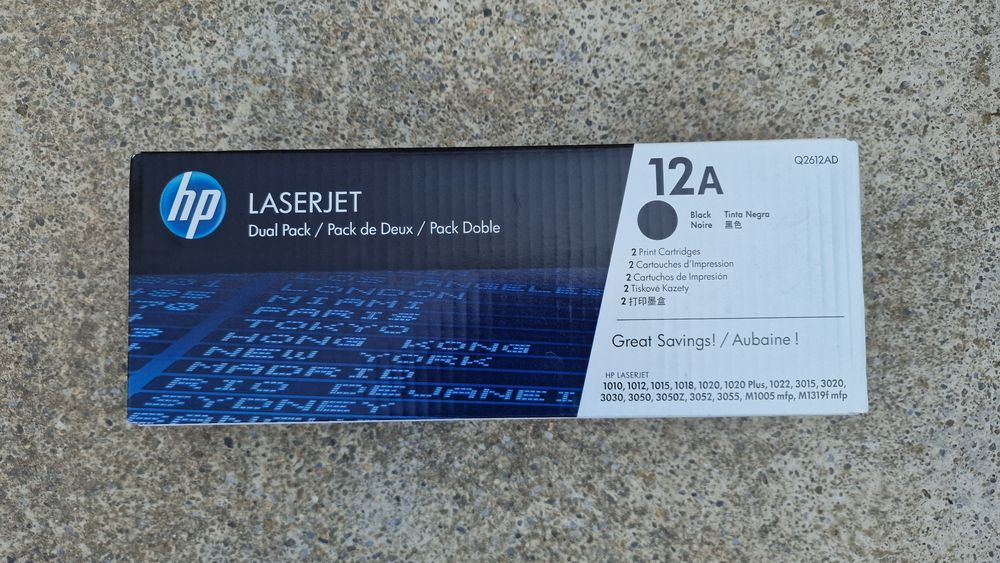 hp
LASERJET
Dual Pack / Pack de Deux / Pack Doble
LONDON
MIAMI
PARIS
TOKYO
HONG KONG
NEW YORK
MADRID
RIO DEJANEI
SYDNEY
12A
Q2612AD
Black Tinta Negra
Noire 黑色
2 Print Cartridges
2 Cartouches d'Impression
2 Cartuchos de Impresión
2 Tiskové Kazety
2 打印墨盒
Great Savings! / Aubaine !
HP LASERJET
1010, 1012, 1015, 1018, 1020, 1020 Plus, 1022, 3015, 3020,
3030, 3050, 3050Z, 3052, 3055, M1005 mfp, M1319f mfp